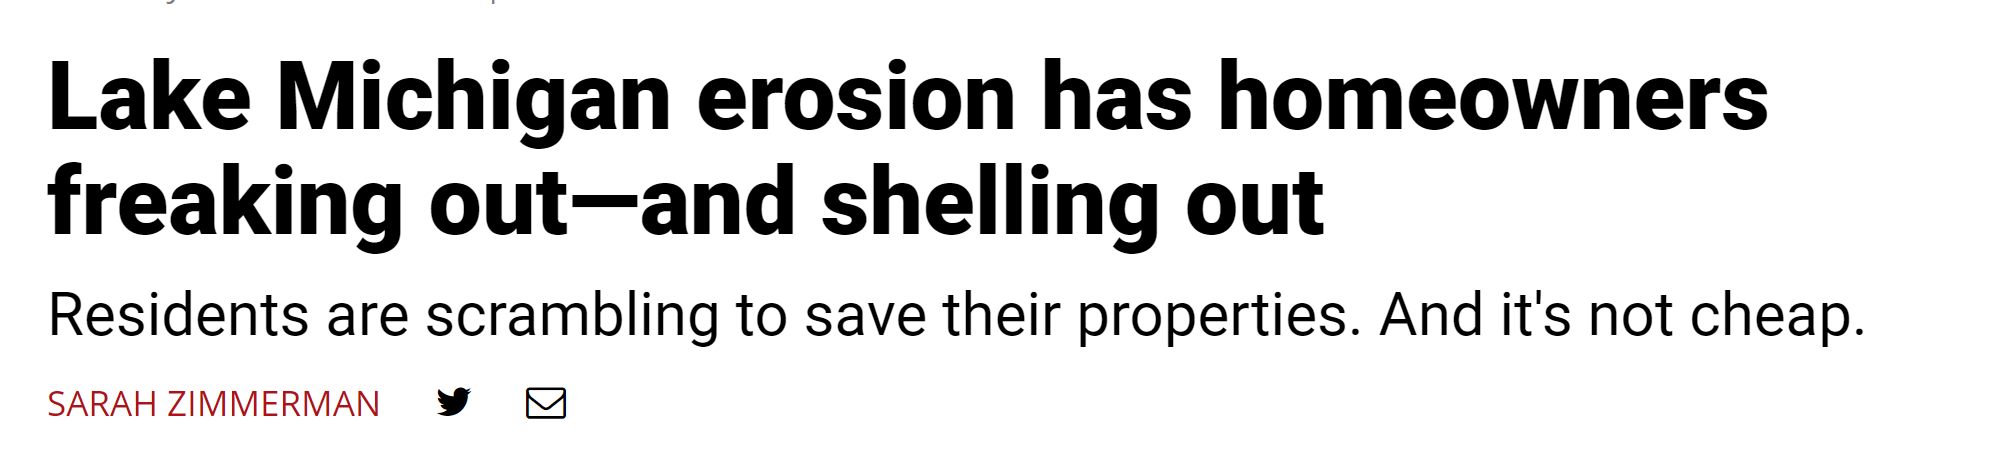 Lake Michigan erosion has homeowners
freaking out—and shelling out
Residents are scrambling to save their properties. And it's not cheap.
SARAH ZIMMERMAN